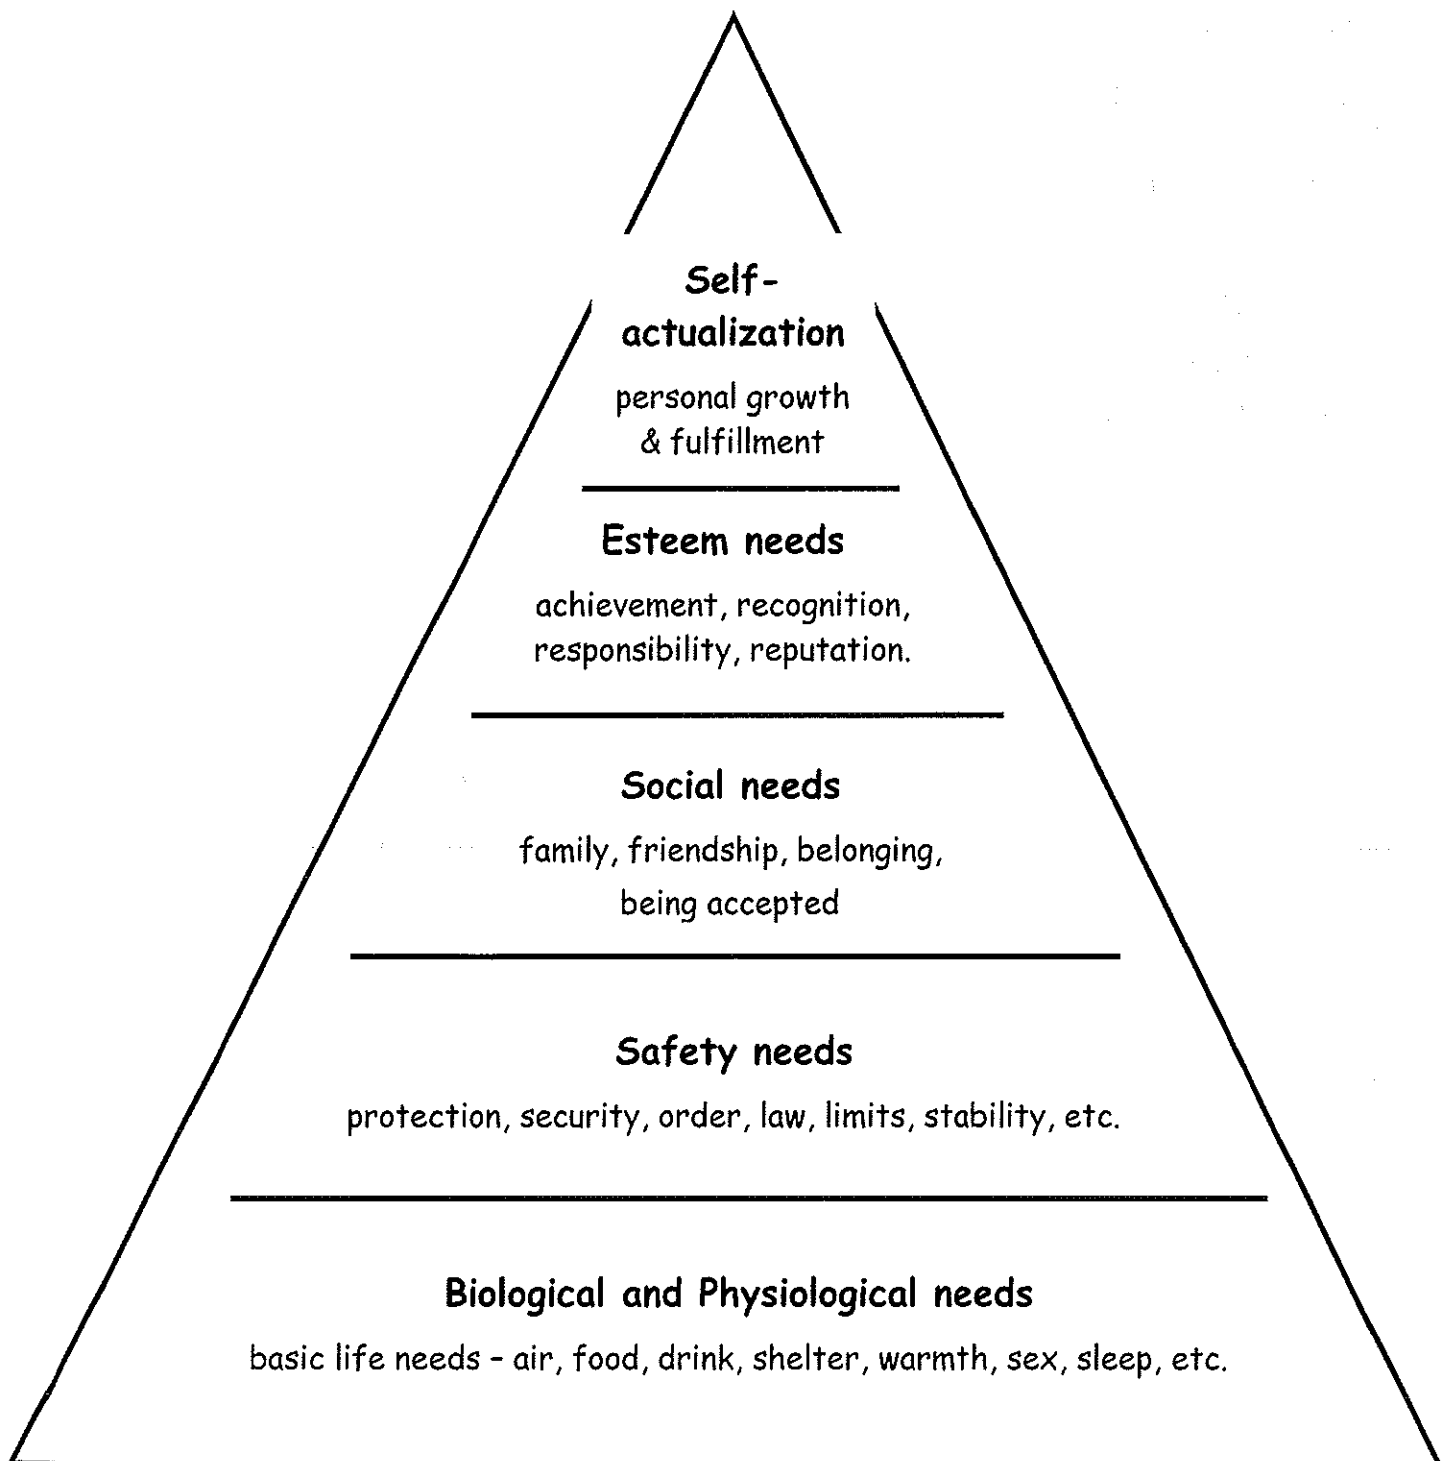 Self-
actualization
personal growth
& fulfillment
Esteem needs
achievement, recognition,
responsibility, reputation.
Social needs
family, friendship, belonging,
being accepted
Safety needs
protection, security, order, law, limits, stability, etc.
Biological and Physiological needs
basic life needs - air, food, drink, shelter, warmth, sex, sleep, etc.